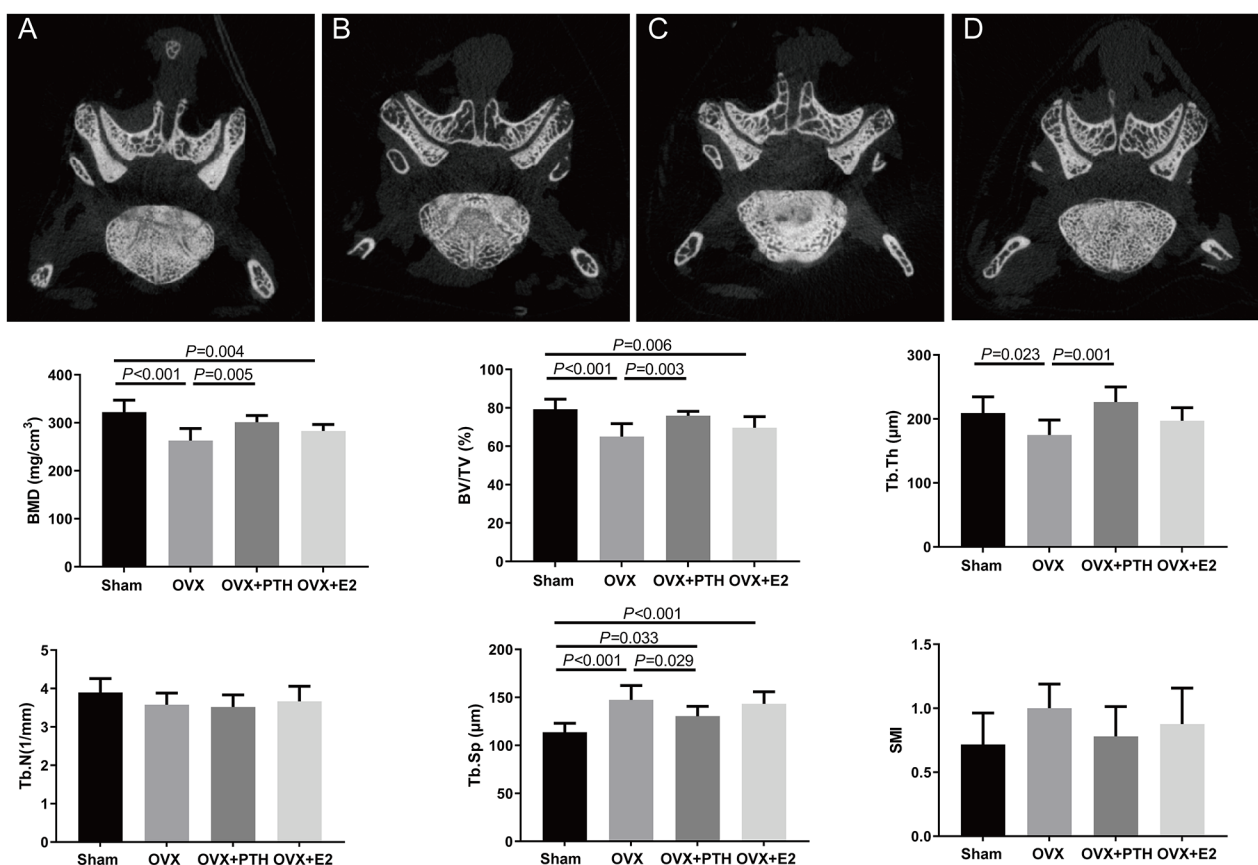 A B C D
P=0.004
P<0.001 P=0.005
BMD (mg/cm³)
400
300
200
100
0
Sham OVX OVX+PTH OVX+E2
P=0.006
P<0.001 P=0.003
BV/TV (%)
100
80
60
40
20
0
Sham OVX OVX+PTH OVX+E2
P=0.023 P=0.001
Tb.Th (μm)
300
200
100
0
Sham OVX OVX+PTH OVX+E2
Tb.N(1/mm)
5
4
3
2
1
0
Sham OVX OVX+PTH OVX+E2
P<0.001
P=0.033
P<0.001 P=0.029
Tb.Sp (μm)
200
150
100
50
0
Sham OVX OVX+PTH OVX+E2
SMI
1.5
1.0
0.5
0.0
Sham OVX OVX+PTH OVX+E2